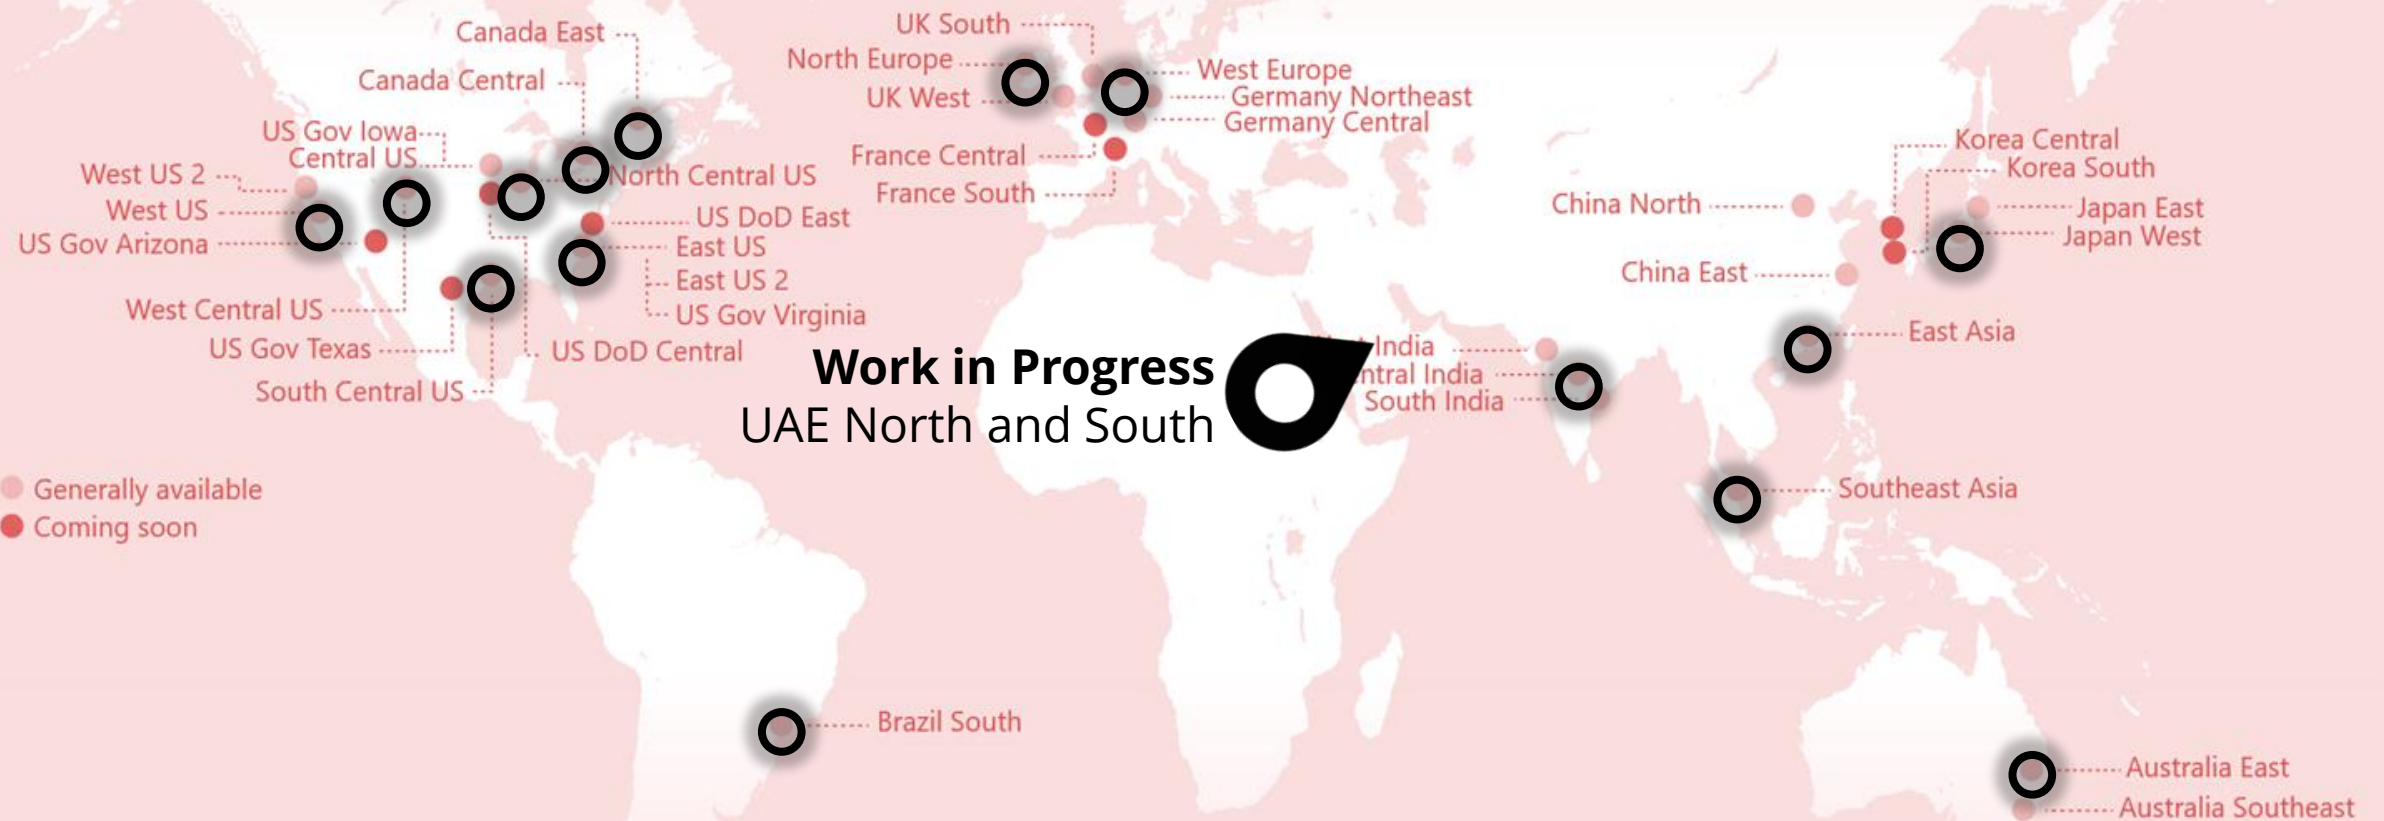 Canada East
Canada Central
US Gov Iowa
Central US
West US 2
West US
US Gov Arizona
West Central US
US Gov Texas
South Central US
North Central US
US DoD East
East US
East US 2
US Gov Virginia
US DoD Central
UK South
North Europe
UK West
France Central
France South
West Europe
Germany Northeast
Germany Central
Work in Progress
UAE North and South
India
India
South India
China North
China East
Korea Central
Korea South
Japan East
Japan West
East Asia
Southeast Asia
Generally available
Coming soon
Brazil South
Australia East
Australia Southeast